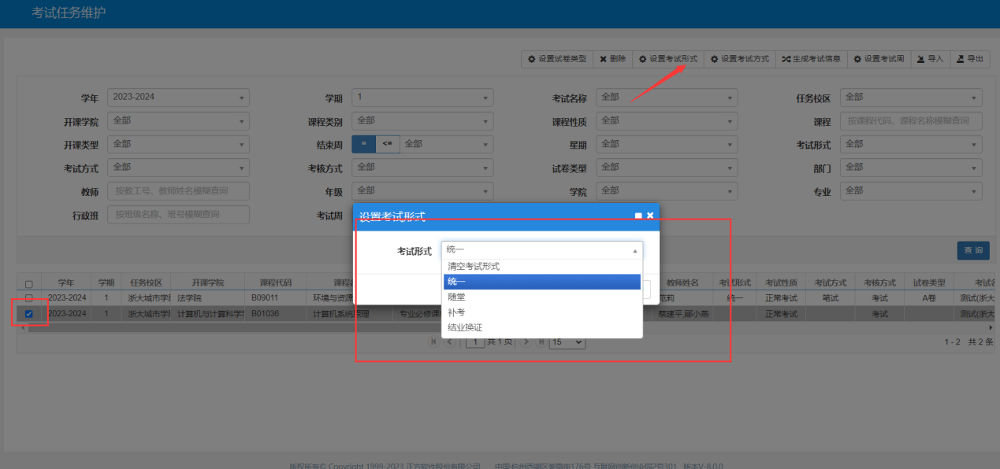 考试任务维护
设置试卷类型 删除 设置考试形式 设置考试方式 生成考试信息 设置考试周 导入 导出
学年 2023-2024 学期 1 考试名称 全部 任务校区 全部
开课学院 全部 课程类别 全部 课程性质 全部 课程 按课程代码、课程名称模糊查询
开课类型 全部 结束周 = <= 全部 星期 全部 考试形式 全部
考试方式 全部 考核方式 全部 试卷类型 全部 部门 全部
教师 按教工号、教师姓名模糊查询 年级 全部 学院 全部 专业 全部
行政班 按班级名称、班号模糊查询 考试周
设置考试形式
考试形式 统一
查 询
清空考试形式
统一
随堂
补考
结业换证
学年 学期 任务校区 开课学院 课程代码 课程 教师姓名 考试形式 考试性质 考试方式 考核方式 试卷类型 考试
2023-2024 1 浙大城市学 法学院 B09011 环境与资源 范莉 统一 正常考试 笔试 考试 A卷 测试(浙大
2023-2024 1 浙大城市学 计算机与计算科学 B01036 计算机系统原理 专业必修课 蔡建平,郦小燕 正常考试 考试 测试(浙大
1 共 1 页 15 1 - 2 共 2 条
版权所有© Copyright 1999-2023 正方软件股份有限公司 中国·杭州西湖区紫霞街176号 互联网创新创业园2号301 版本V-8.0.0